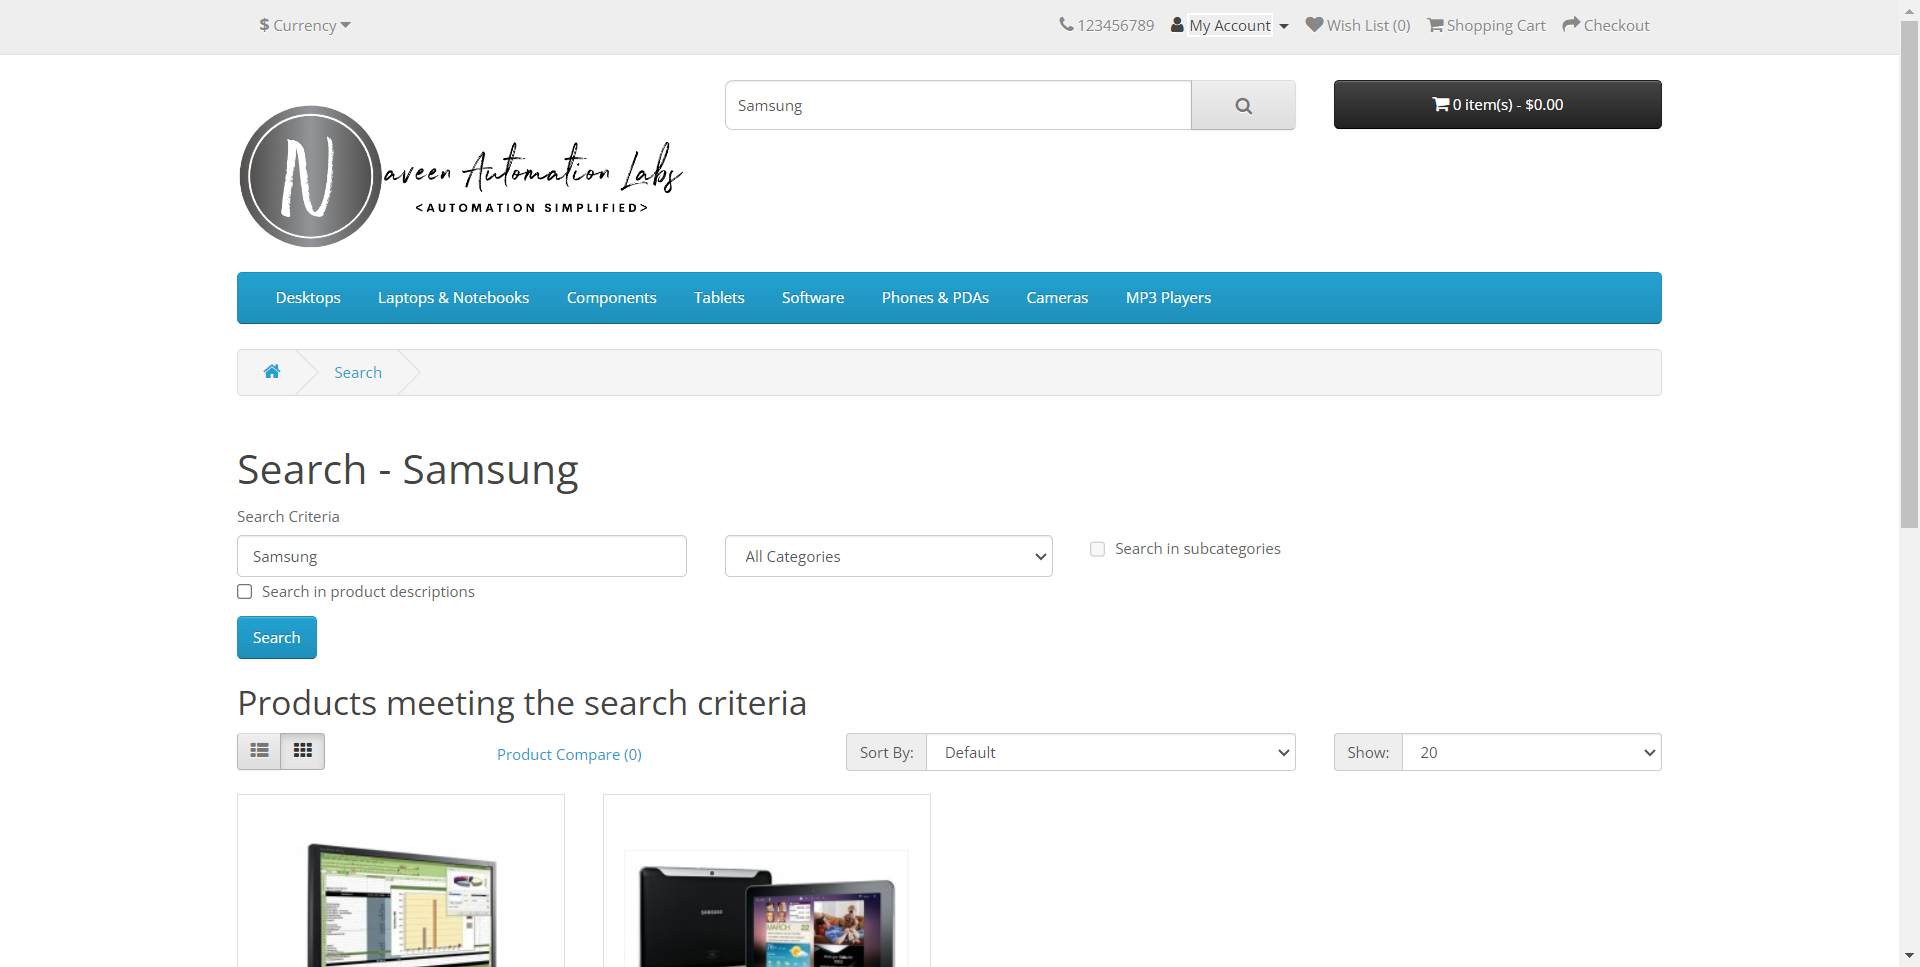 $ Currency
123456789
My Account
Wish List (0)
Shopping Cart
Checkout
Samsung
0 item(s) - $0.00
N
aveen Automation Labs
<AUTOMATION SIMPLIFIED>
Desktops
Laptops & Notebooks
Components
Tablets
Software
Phones & PDAs
Cameras
MP3 Players
Search
Search - Samsung
Search Criteria
Samsung
All Categories
Search in subcategories
Search in product descriptions
Search
Products meeting the search criteria
Product Compare (0)
Sort By:
Default
Show:
20
SAMSUNG
MARCH 22